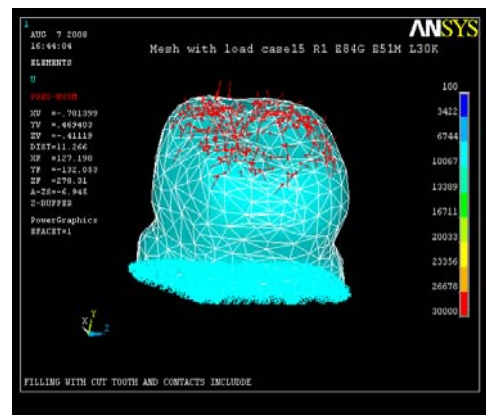 1
ANSYS
AUG 7 2008
16:44:04
ELEMENTS
U
PRES-NORM
XV =-.781399
YV =.469403
ZV =-.41119
DIST=11.266
XF =127.198
YF =-132.053
ZF =278.31
A-ZS=-6.948
Z-BUFFER
PowerGraphics
EFACET=1
Mesh with load case15 R1 E84G E51M L30K
100
3422
6744
10067
13389
16711
20033
23356
26678
30000
Y
X
Z
FILLING WITH CUT TOOTH AND CONTACTS INCLUDDE